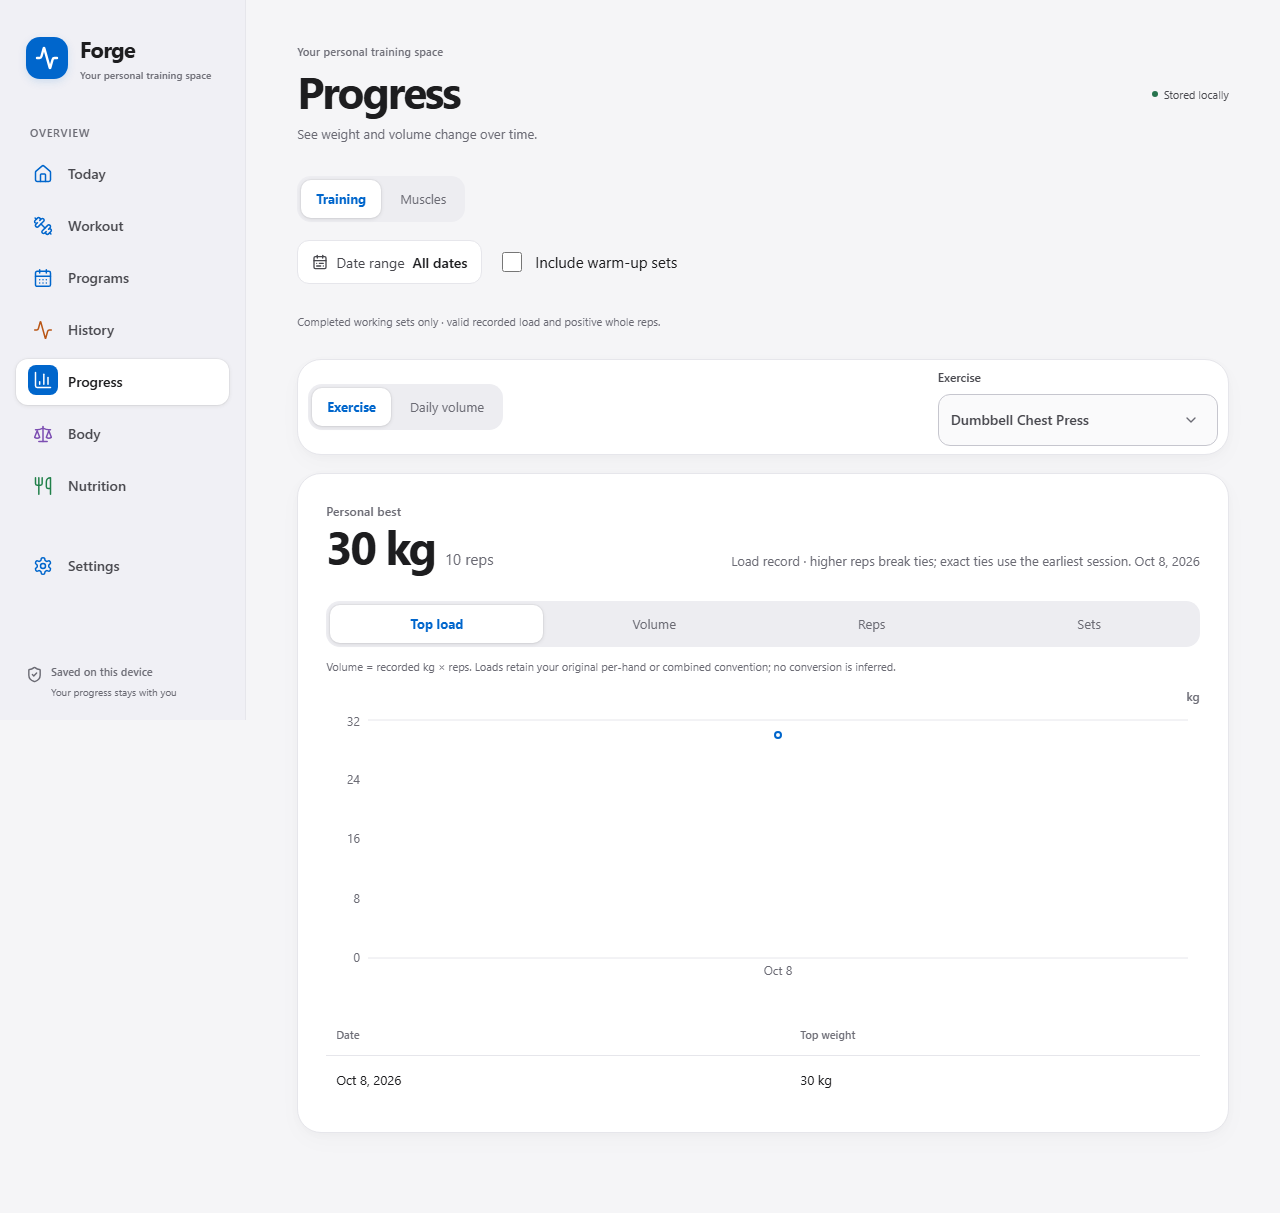 Forge
Your personal training space
OVERVIEW
Today
Workout
Programs
History
Progress
Body
Nutrition
Settings
Saved on this device
Your progress stays with you
Your personal training space
Progress
See weight and volume change over time.
Stored locally
Training
Muscles
Date range All dates
Include warm-up sets
Completed working sets only · valid recorded load and positive whole reps.
Exercise
Daily volume
Exercise
Dumbbell Chest Press
Personal best
30 kg 10 reps
Load record · higher reps break ties; exact ties use the earliest session. Oct 8, 2026
Top load
Volume
Reps
Sets
Volume = recorded kg × reps. Loads retain your original per-hand or combined convention; no conversion is inferred.
kg
32
24
16
8
0
Oct 8
Date
Top weight
Oct 8, 2026
30 kg